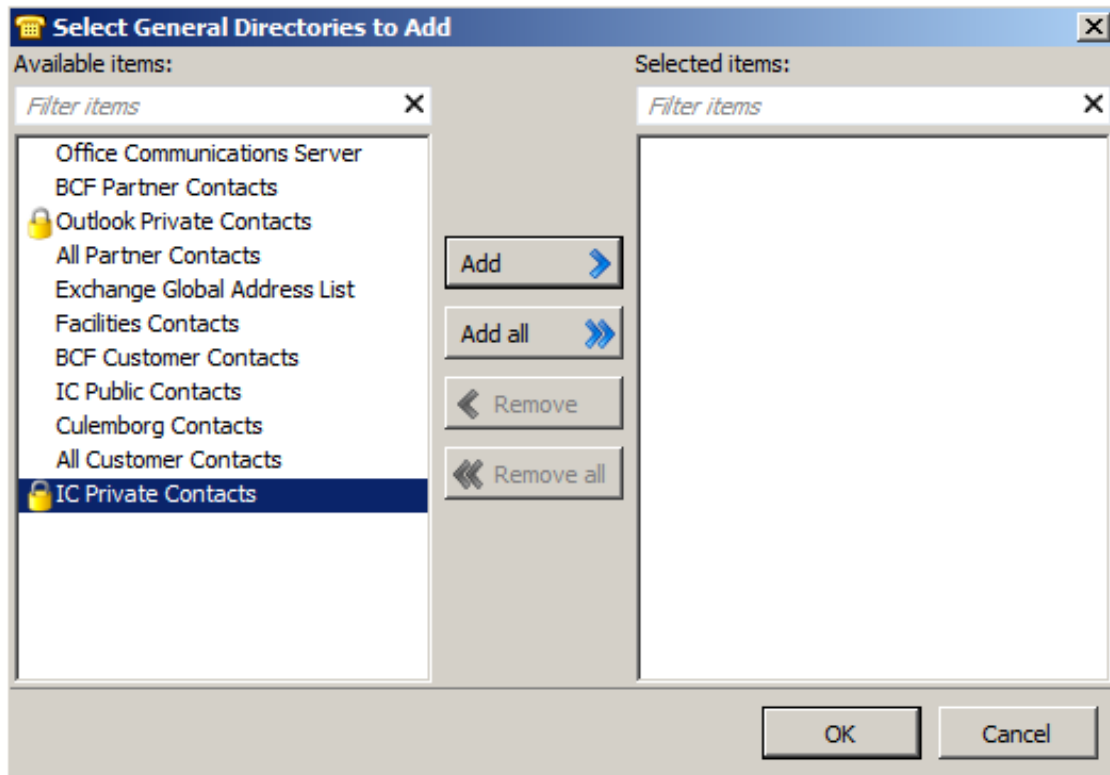 Select General Directories to Add
Available items:
Selected items:
Filter items
Filter items
Office Communications Server
BCF Partner Contacts
Outlook Private Contacts
All Partner Contacts
Exchange Global Address List
Facilities Contacts
BCF Customer Contacts
IC Public Contacts
Culemborg Contacts
All Customer Contacts
IC Private Contacts
Add
Add all
Remove
Remove all
OK
Cancel